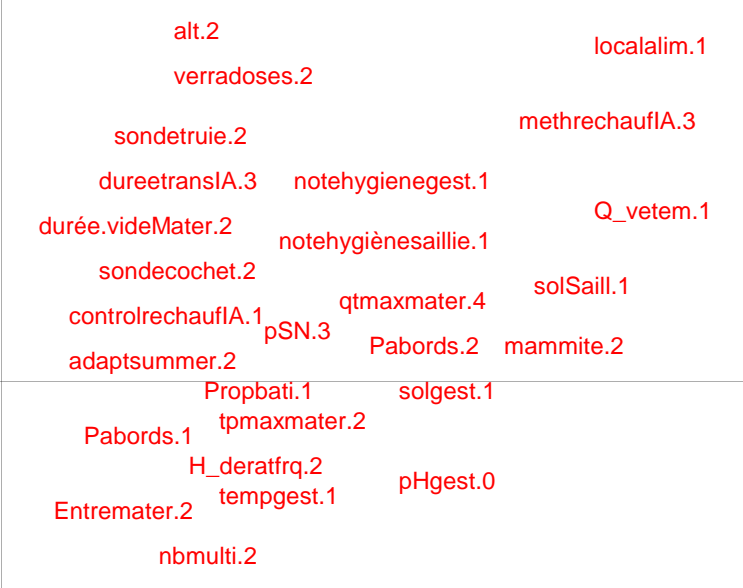 alt.2
localalim.1
verradoses.2
methrechaufIA.3
sondetruie.2
dureetransIA.3
notehygienegest.1
Q_vetem.1
durée.videMater.2
notehygiènesaillie.1
sondecochet.2
solSaill.1
qtmaxmater.4
controlrechaufIA.1
pSN.3
Pabords.2
mammite.2
adaptsummer.2
Propbati.1
solgest.1
tpmaxmater.2
Pabords.1
H_deratfrq.2
pHgest.0
tempgest.1
Entremater.2
nbmulti.2